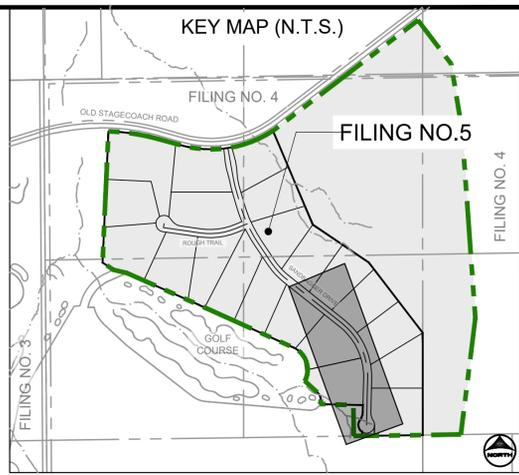 KEY MAP (N.T.S.)
FILING NO. 4
OLD STAGECOACH ROAD
FILING NO.5
FILING NO. 4
ROUGH TRAIL
GOLF
COURSE
FILING NO. 3
NORTH